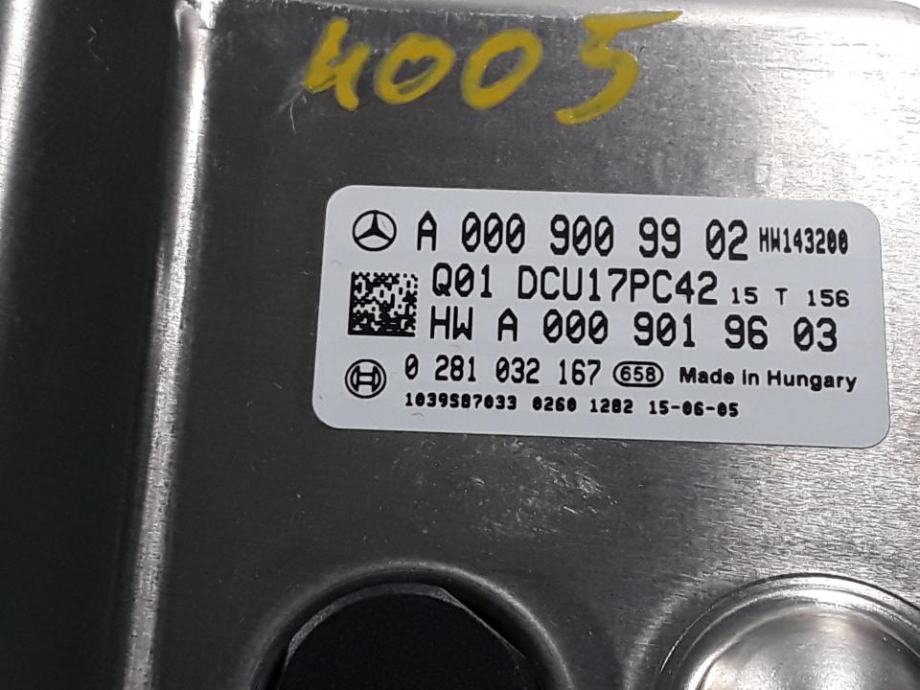 4005
A 000 900 99 02 HW143200
Q01 DCU17PC42 15 T 156
HW A 000 901 96 03
0 281 032 167 658 Made in Hungary
1039S87033 0260 1282 15-06-05